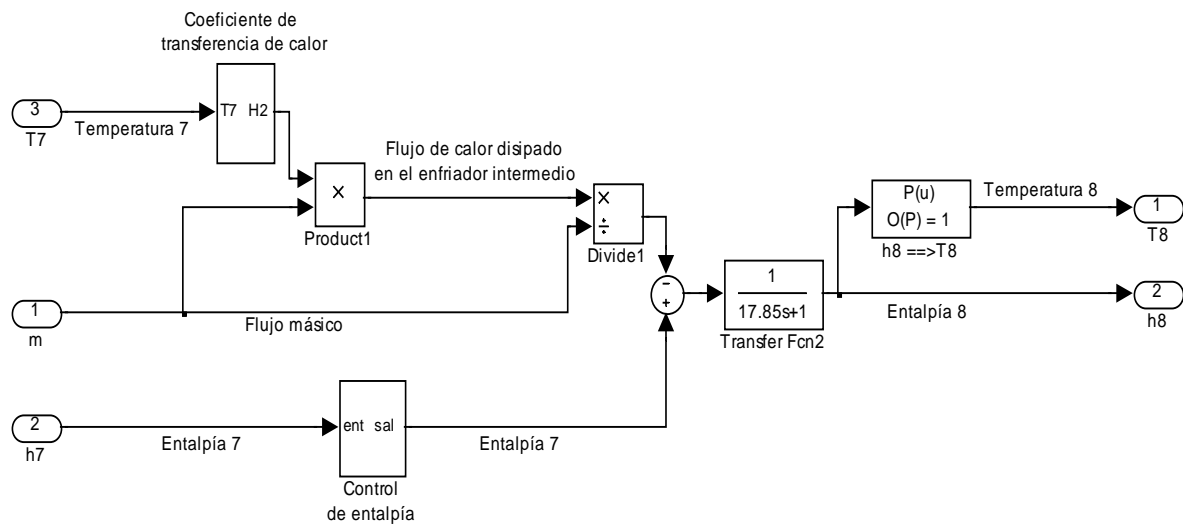 Coeficiente de
transferencia de calor
3
T7
Temperatura 7
T7 H2
Flujo de calor disipado
en el enfriador intermedio
×
Product1
×
÷
Divide1
P(u)
O(P) = 1
h8 ==>T8
Temperatura 8
1
T8
1
m
Flujo másico
-
+
1
17.85s+1
Transfer Fcn2
Entalpía 8
2
h8
2
h7
Entalpía 7
ent sal
Control
de entalpía
Entalpía 7